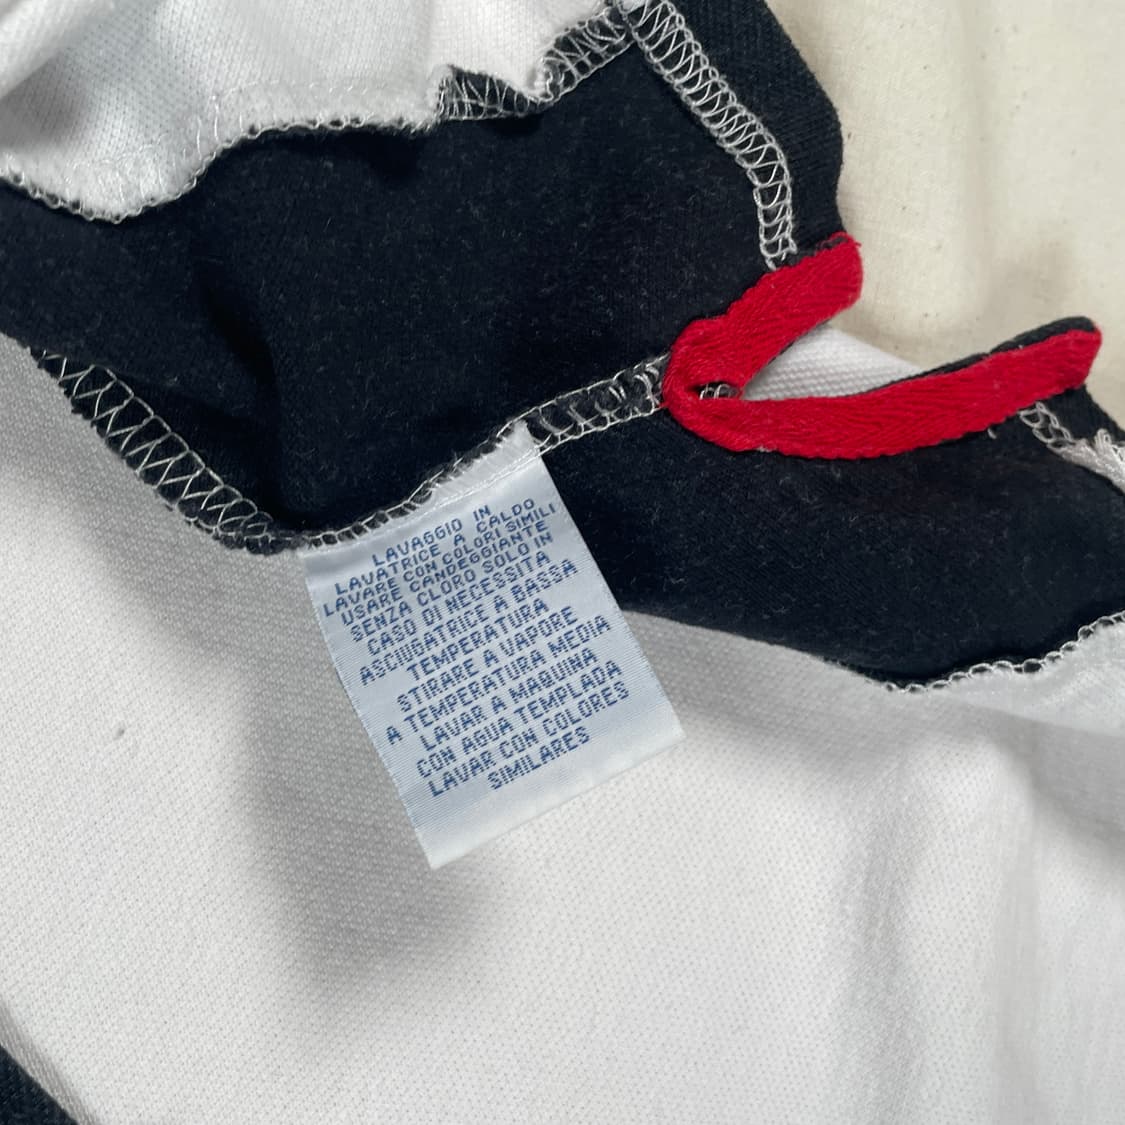 LAVAGGIO IN
LAVATRICE A CALDO
LAVARE CON COLORI SIMILI
USARE CANDEGGIANTE
SENZA CLORO SOLO IN
CASO DI NECESSITA
ASCIUGATRICE A BASSA
TEMPERATURA
STIRARE A VAPORE
A TEMPERATURA MEDIA
LAVAR A MAQUINA
CON AGUA TEMPLADA
LAVAR CON COLORES
SIMILARES